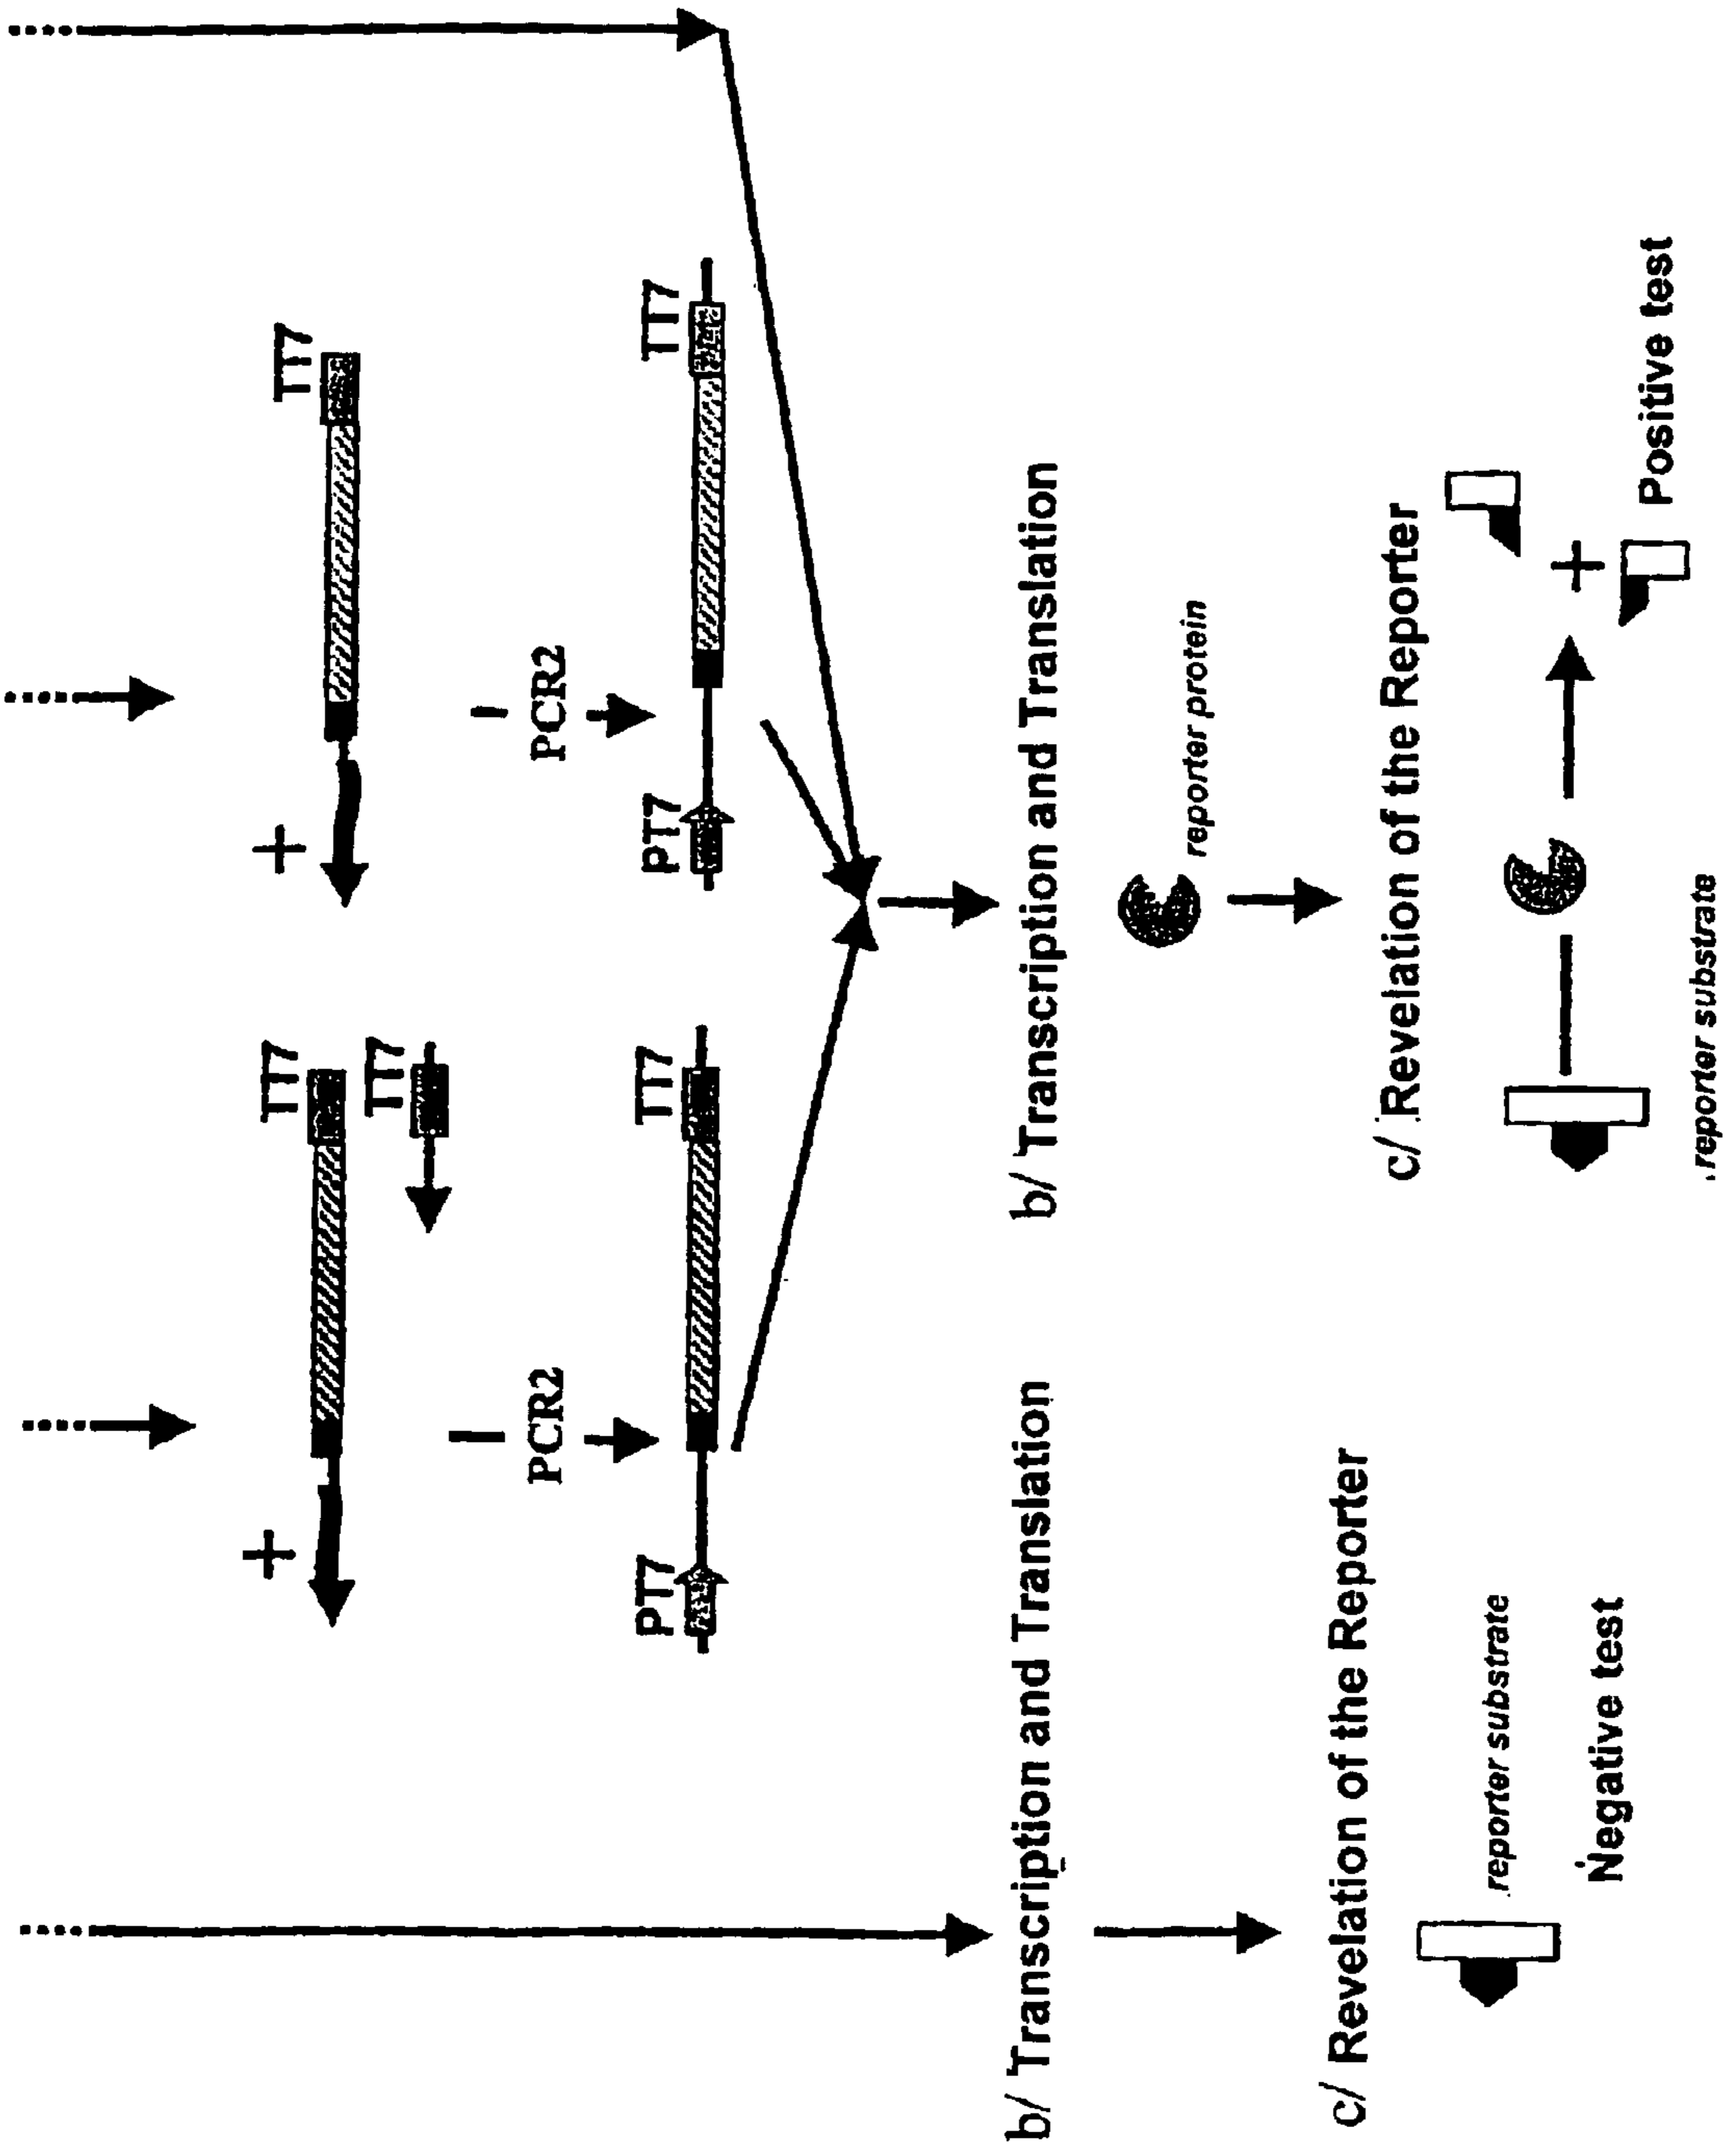 + TT7
+ TT7
TT7
PCR2
PCR2
PT7 TT7
PT7 TT7
b/ Transcription and Translation
b/ Transcription and Translation
reporter protein
c/ Revelation of the Reporter
c/ Revelation of the Reporter
reporter substrate
+
Negative test
Positive test
reporter substrate